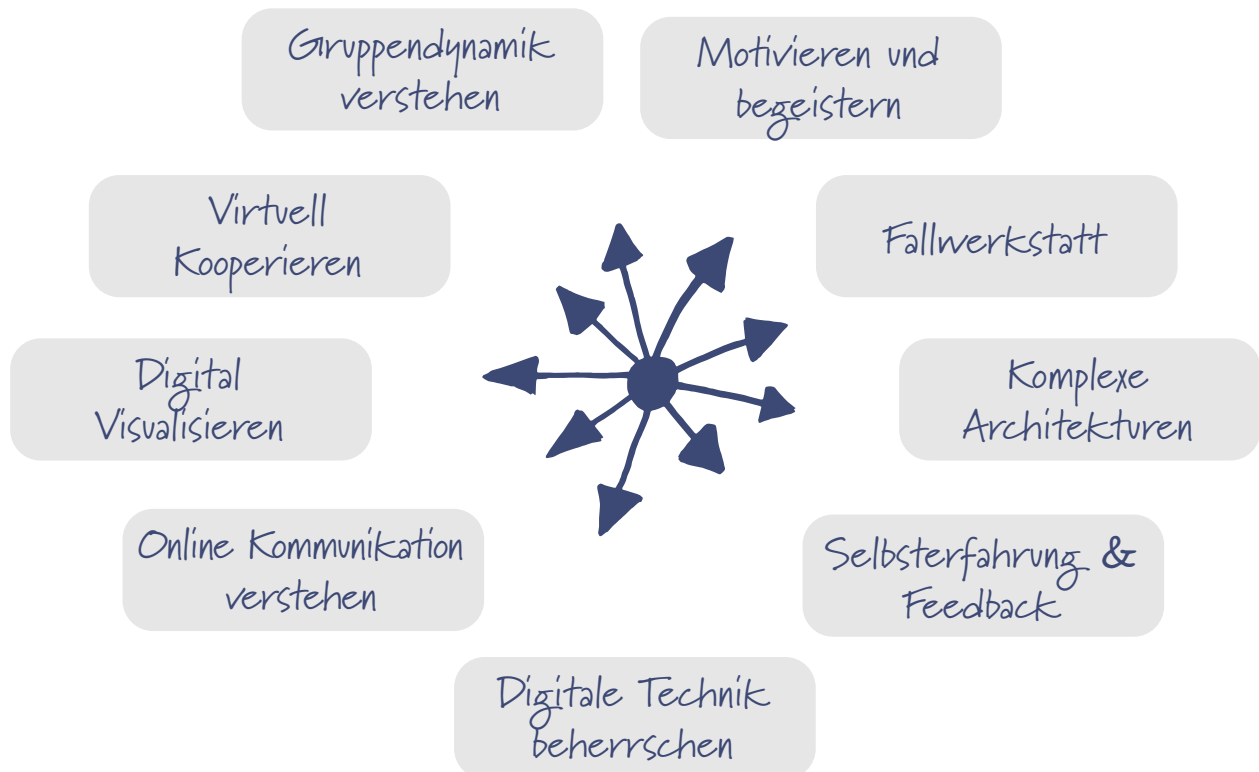 Gruppendynamik
verstehen
Motivieren und
begeistern
Virtuell
Kooperieren
Fallwerkstatt
Digital
Visualisieren
Komplexe
Architekturen
Online Kommunikation
verstehen
Selbsterfahrung &
Feedback
Digitale Technik
beherrschen